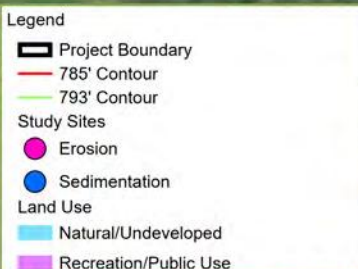 Legend
Project Boundary
785' Contour
793' Contour
Study Sites
Erosion
Sedimentation
Land Use
Natural/Undeveloped
Recreation/Public Use